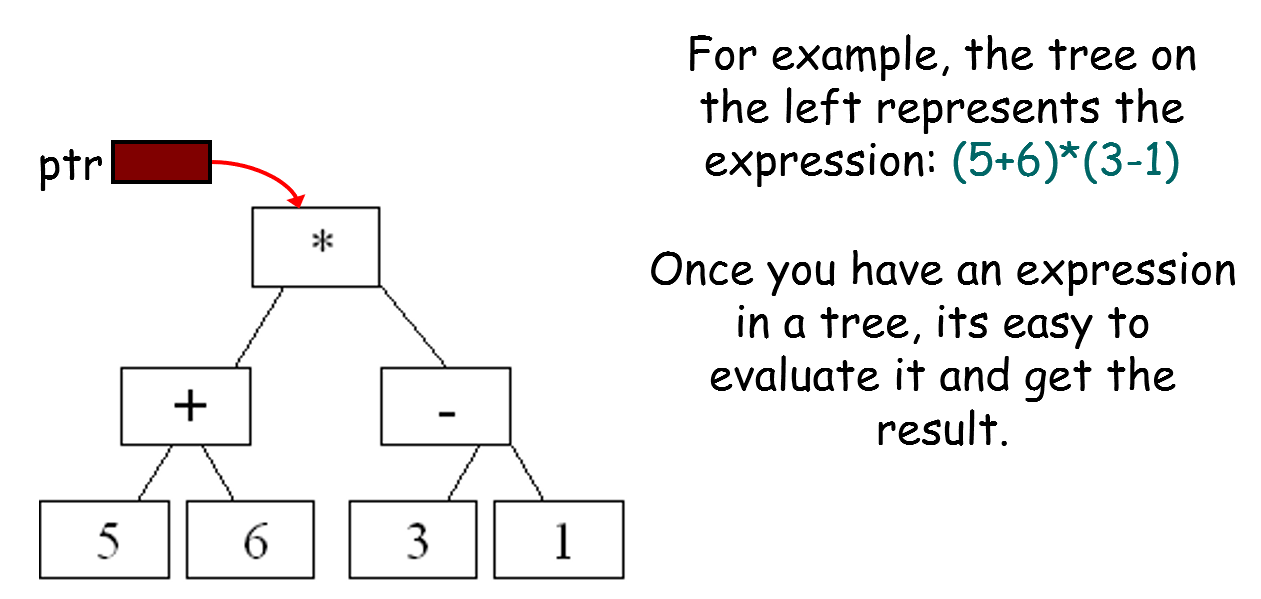 For example, the tree on
the left represents the
expression: (5+6)*(3-1)
Once you have an expression
in a tree, its easy to
evaluate it and get the
result.
ptr
*
+ -
5 6 3 1